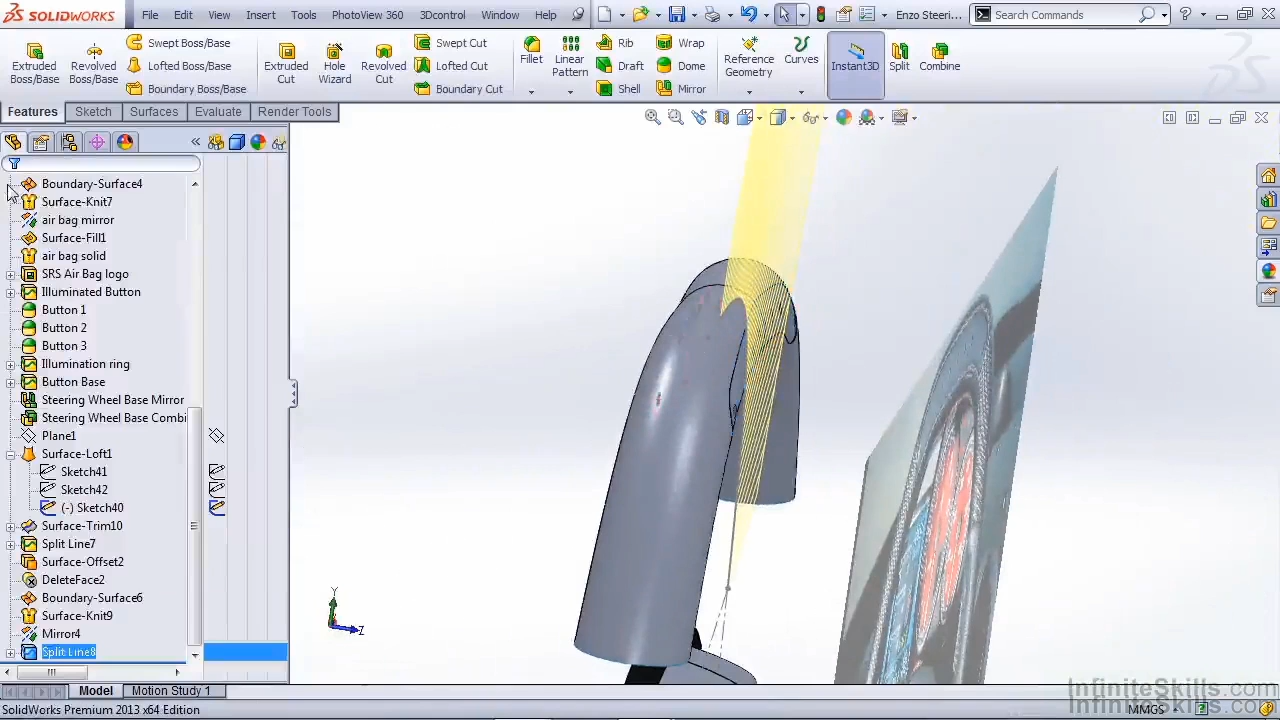 SOLIDWORKS File Edit View Insert Tools PhotoView 360 3Dcontrol Window Help Enzo Steeri... Search Commands
Extruded Boss/Base Revolved Boss/Base Swept Boss/Base Lofted Boss/Base Boundary Boss/Base Extruded Cut Hole Wizard Revolved Cut Swept Cut Lofted Cut Boundary Cut Fillet Linear Pattern Rib Draft Shell Wrap Dome Mirror Reference Geometry Curves Instant3D Split Combine
Features Sketch Surfaces Evaluate Render Tools
Boundary-Surface4
Surface-Knit7
air bag mirror
Surface-Fill1
air bag solid
SRS Air Bag logo
Illuminated Button
Button 1
Button 2
Button 3
Illumination ring
Button Base
Steering Wheel Base Mirror
Steering Wheel Base Combi
Plane1
Surface-Loft1
Sketch41
Sketch42
(-) Sketch40
Surface-Trim10
Split Line7
Surface-Offset2
DeleteFace2
Boundary-Surface6
Surface-Knit9
Mirror4
Split Line8
Y
Z
Model Motion Study 1
InfiniteSkills.com
InfiniteSkills.com
SolidWorks Premium 2013 x64 Edition MMGS